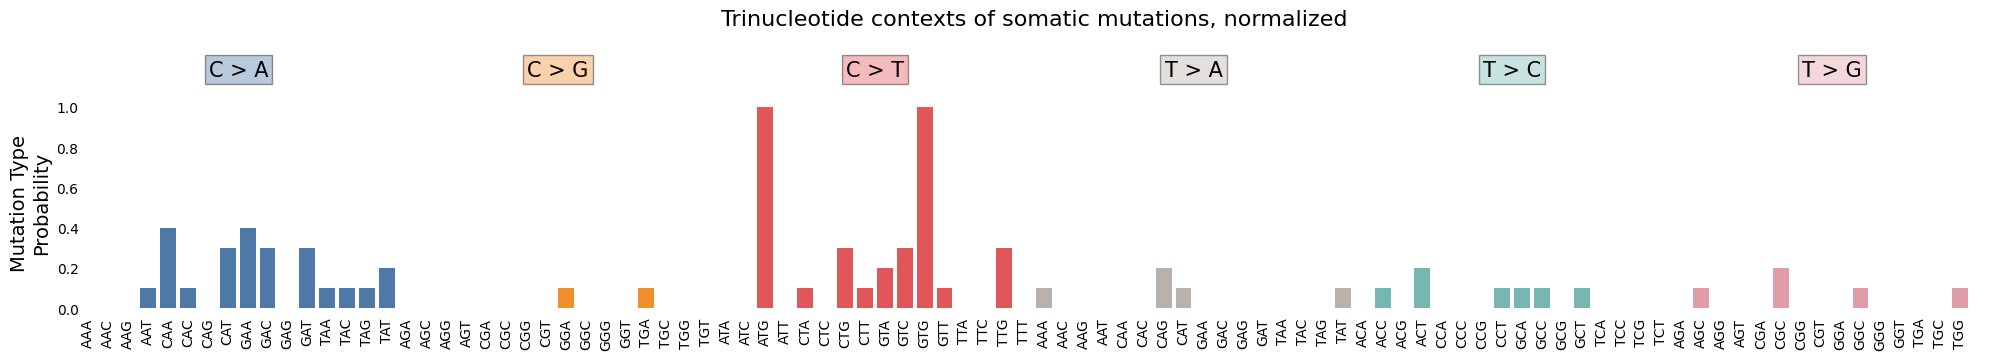 Trinucleotide contexts of somatic mutations, normalized
C > A
C > G
C > T
T > A
T > C
T > G
Mutation Type
Probability
1.0
0.8
0.6
0.4
0.2
0.0
AAA
AAC
AAG
AAT
CAA
CAC
CAG
CAT
GAA
GAC
GAG
GAT
TAA
TAC
TAG
TAT
AGA
AGC
AGG
AGT
CGA
CGC
CGG
CGT
GGA
GGC
GGG
GGT
TGA
TGC
TGG
TGT
ATA
ATC
ATG
ATT
CTA
CTC
CTG
CTT
GTA
GTC
GTG
GTT
TTA
TTC
TTG
TTT
AAA
AAC
AAG
AAT
CAA
CAC
CAG
CAT
GAA
GAC
GAG
GAT
TAA
TAC
TAG
TAT
ACA
ACC
ACG
ACT
CCA
CCC
CCG
CCT
GCA
GCC
GCG
GCT
TCA
TCC
TCG
TCT
AGA
AGC
AGG
AGT
CGA
CGC
CGG
CGT
GGA
GGC
GGG
GGT
TGA
TGC
TGG